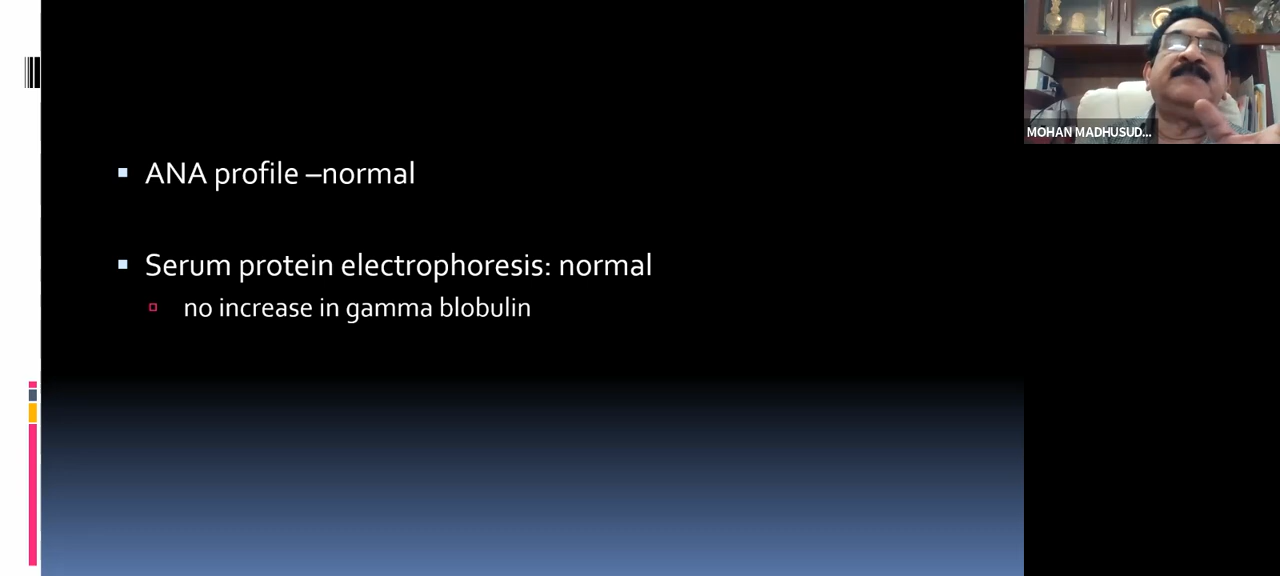 ANA profile –normal
Serum protein electrophoresis: normal
no increase in gamma blobulin
MOHAN MADHUSUD...